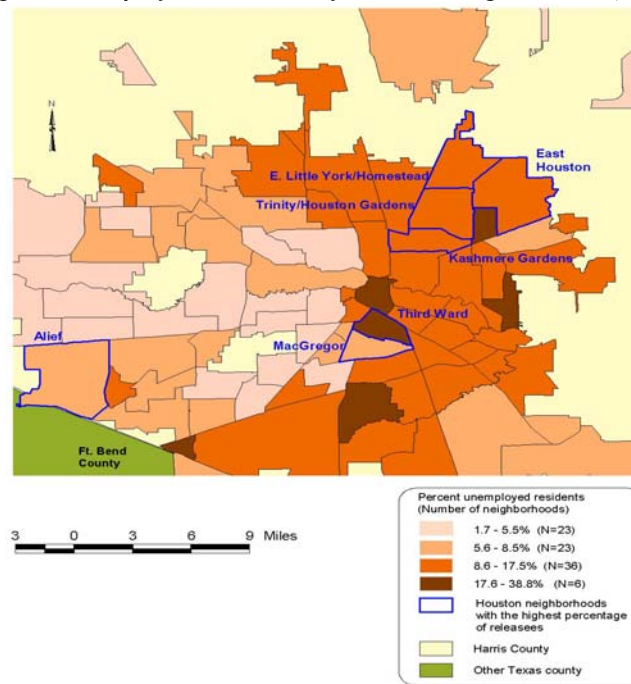 N
E. Little York/Homestead
East
Houston
Trinity/Houston Gardens
Kashmere Gardens
Third Ward
Alief
MacGregor
Ft. Bend
County
3 0 3 6 9 Miles
Percent unemployed residents
(Number of neighborhoods)
1.7 - 5.5% (N=23)
5.6 - 8.5% (N=23)
8.6 - 17.5% (N=36)
17.6 - 38.8% (N=6)
Houston neighborhoods
with the highest percentage
of releasees
Harris County
Other Texas county